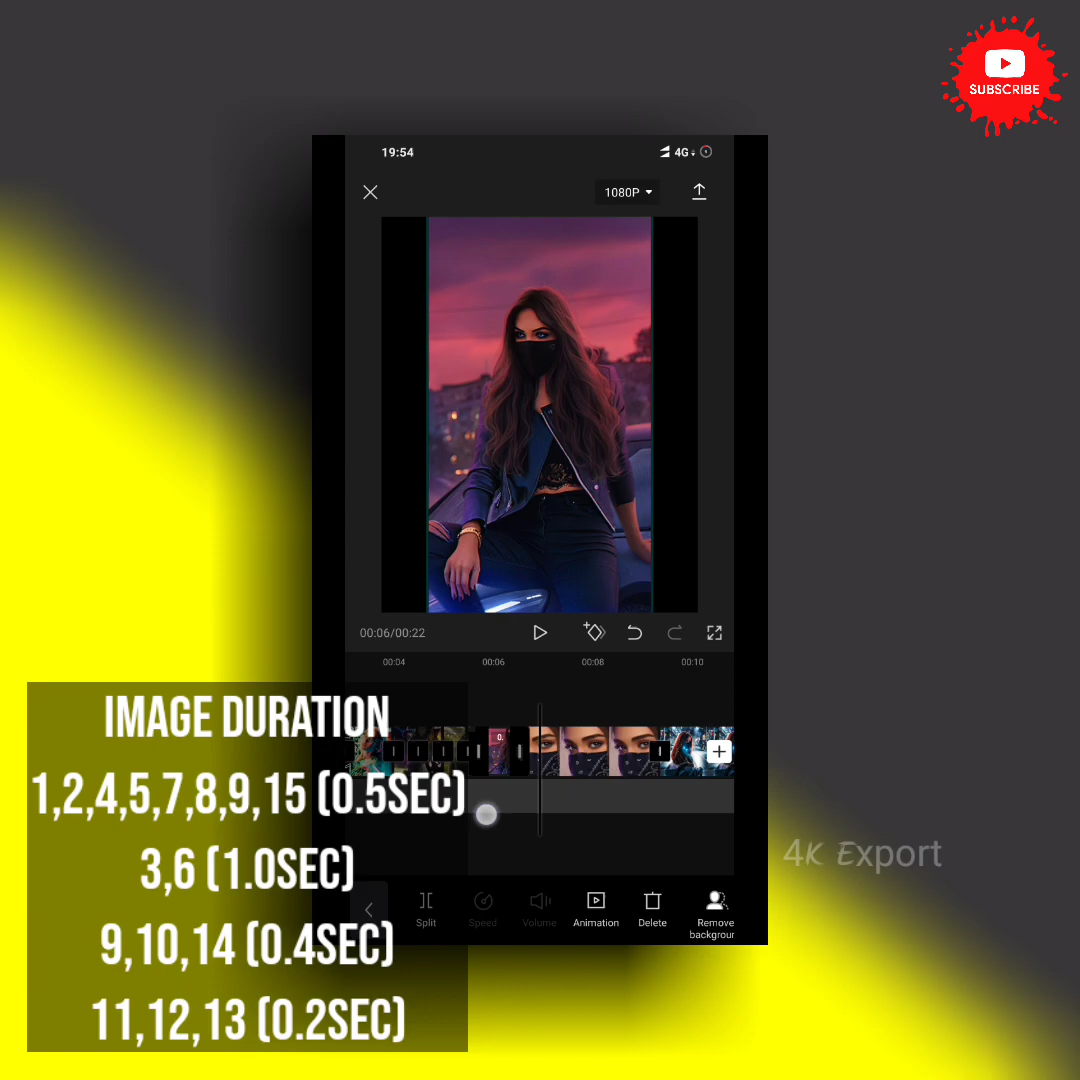 SUBSCRIBE
19:54
4G
1080P
00:06/00:22
00:04 00:06 00:08 00:10
0.
IMAGE DURATION
1,2,4,5,7,8,9,15 (0.5SEC)
3,6 (1.0SEC)
9,10,14 (0.4SEC)
11,12,13 (0.2SEC)
4K Export
Split Speed Volume Animation Delete Remove
backgroun